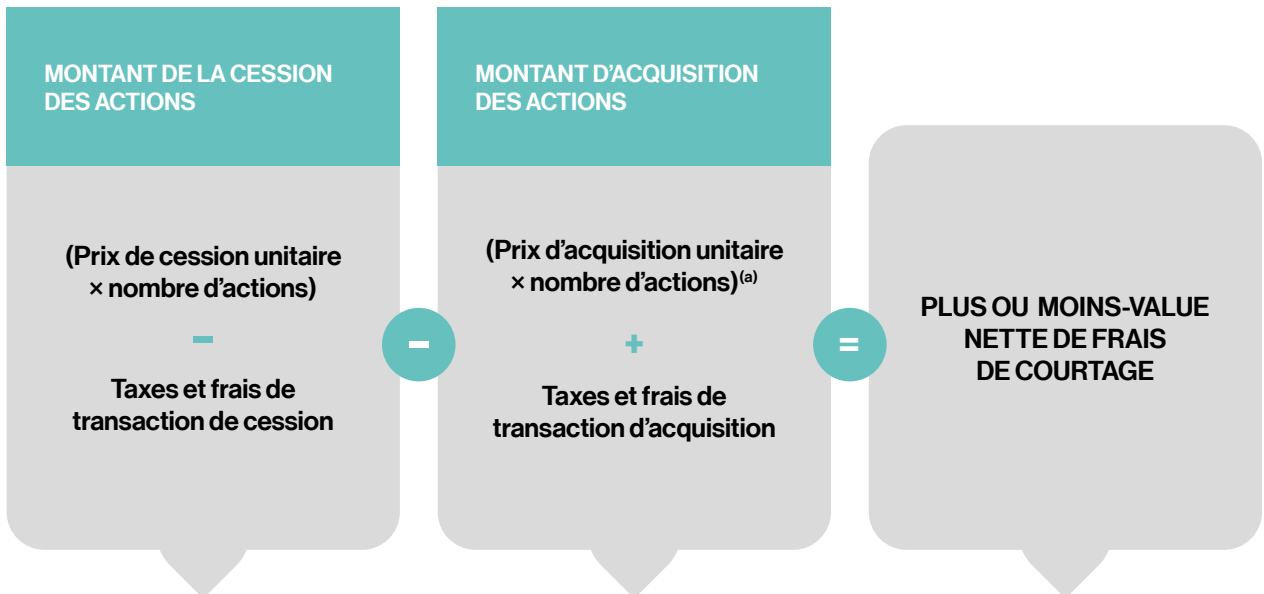 MONTANT DE LA CESSION
DES ACTIONS
(Prix de cession unitaire
× nombre d’actions)
-
Taxes et frais de
transaction de cession
-
MONTANT D’ACQUISITION
DES ACTIONS
(Prix d’acquisition unitaire
× nombre d’actions)(a)
+
Taxes et frais de
transaction d’acquisition
=
PLUS OU MOINS-VALUE
NETTE DE FRAIS
DE COURTAGE